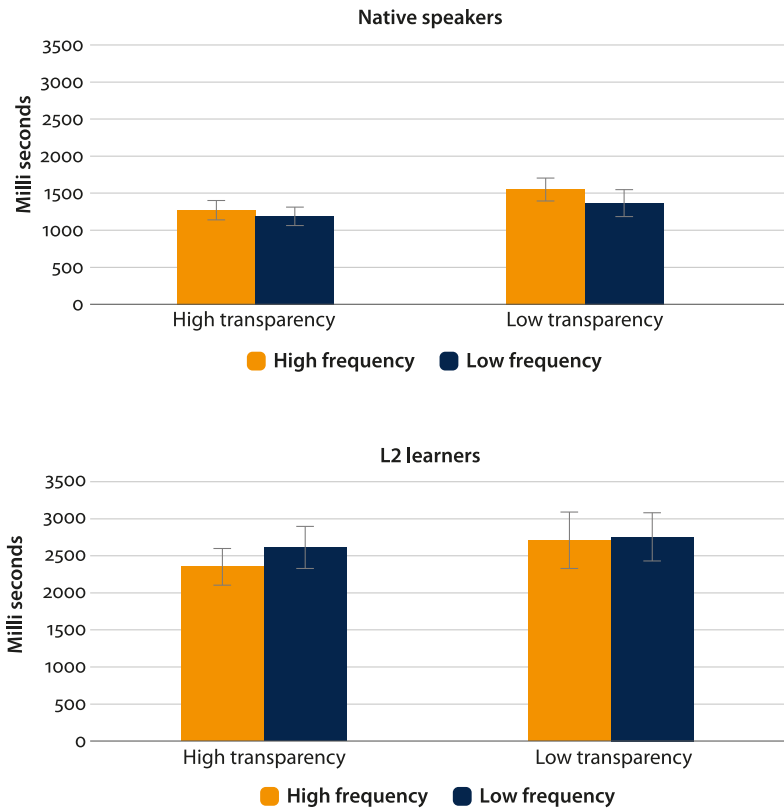 Native speakers
3500
3000
2500
2000
1500
1000
500
0
Milli seconds
High transparency Low transparency
High frequency Low frequency
L2 learners
3500
3000
2500
2000
1500
1000
500
0
Milli seconds
High transparency Low transparency
High frequency Low frequency